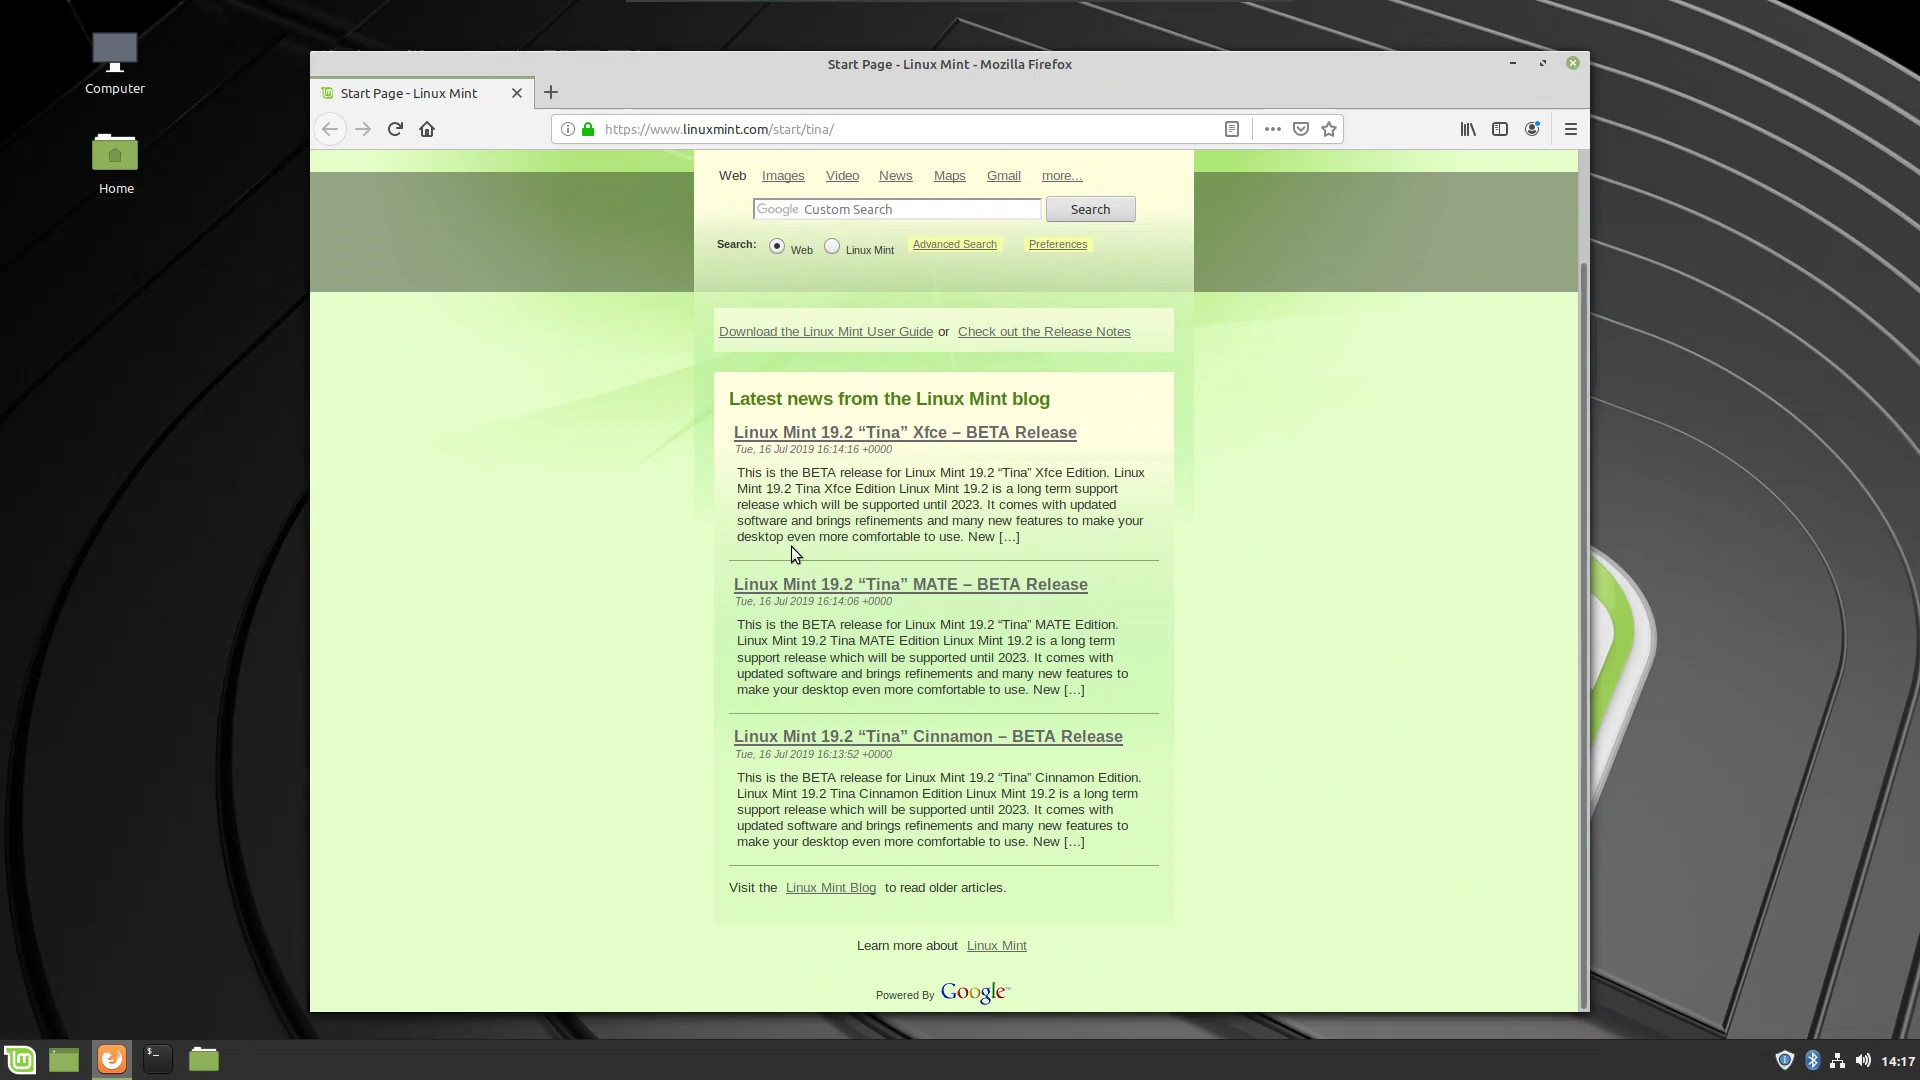 Computer
Home
Start Page - Linux Mint - Mozilla Firefox
Start Page - Linux Mint
https://www.linuxmint.com/start/tina/
Web Images Video News Maps Gmail more...
Google Custom Search Search
Search: Web Linux Mint Advanced Search Preferences
Download the Linux Mint User Guide or Check out the Release Notes
Latest news from the Linux Mint blog
Linux Mint 19.2 “Tina” Xfce – BETA Release
Tue, 16 Jul 2019 16:14:16 +0000
This is the BETA release for Linux Mint 19.2 “Tina” Xfce Edition. Linux
Mint 19.2 Tina Xfce Edition Linux Mint 19.2 is a long term support
release which will be supported until 2023. It comes with updated
software and brings refinements and many new features to make your
desktop even more comfortable to use. New […]
Linux Mint 19.2 “Tina” MATE – BETA Release
Tue, 16 Jul 2019 16:14:06 +0000
This is the BETA release for Linux Mint 19.2 “Tina” MATE Edition.
Linux Mint 19.2 Tina MATE Edition Linux Mint 19.2 is a long term
support release which will be supported until 2023. It comes with
updated software and brings refinements and many new features to
make your desktop even more comfortable to use. New […]
Linux Mint 19.2 “Tina” Cinnamon – BETA Release
Tue, 16 Jul 2019 16:13:52 +0000
This is the BETA release for Linux Mint 19.2 “Tina” Cinnamon Edition.
Linux Mint 19.2 Tina Cinnamon Edition Linux Mint 19.2 is a long term
support release which will be supported until 2023. It comes with
updated software and brings refinements and many new features to
make your desktop even more comfortable to use. New […]
Visit the Linux Mint Blog to read older articles.
Learn more about Linux Mint
Powered By Google™
14:17